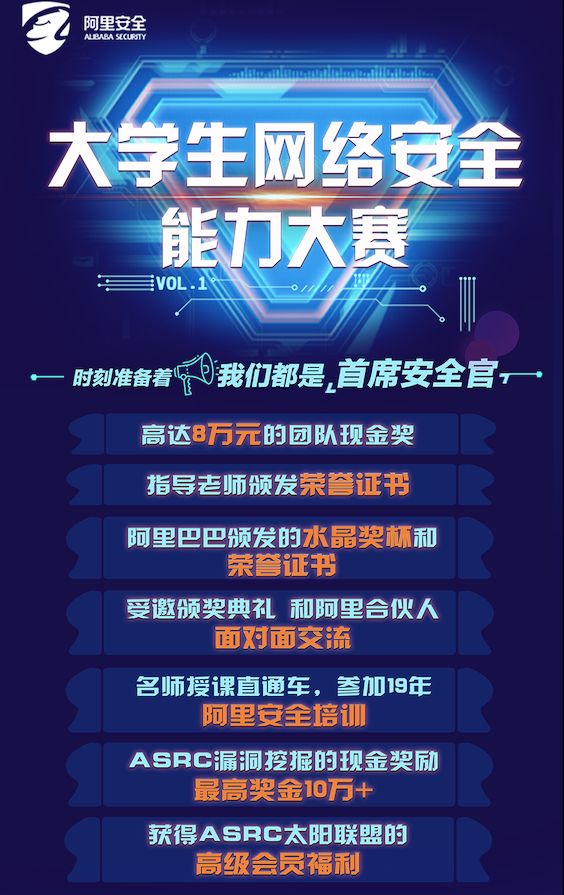 阿里安全
ALIBABA SECURITY
大学生网络安全
能力大赛
VOL.1
时刻准备着 我们都是「首席安全官」
高达8万元的团队现金奖
指导老师颁发荣誉证书
阿里巴巴颁发的水晶奖杯和
荣誉证书
受邀颁奖典礼 和阿里合伙人
面对面交流
名师授课直通车，参加19年
阿里安全培训
ASRC漏洞挖掘的现金奖励
最高奖金10万+
获得ASRC太阳联盟的
高级会员福利